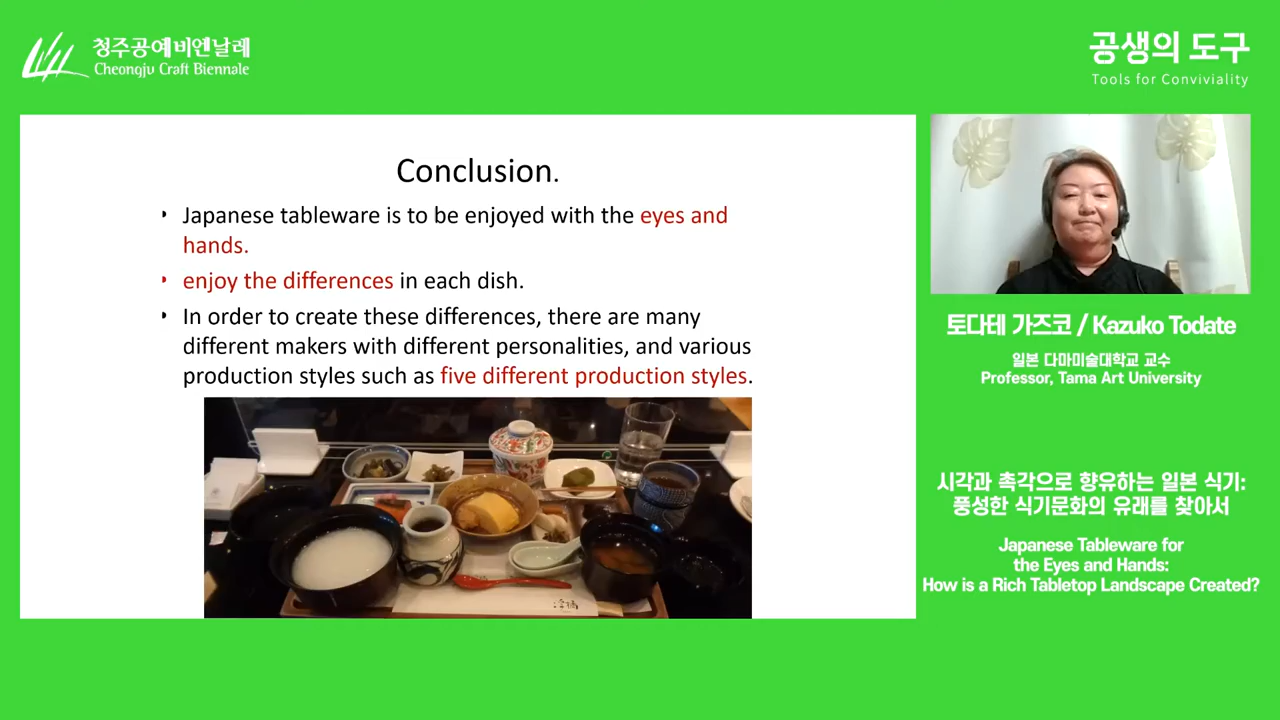 청주공예비엔날레
Cheongju Craft Biennale
공생의 도구
Tools for Conviviality
Conclusion.
• Japanese tableware is to be enjoyed with the eyes and
hands.
• enjoy the differences in each dish.
• In order to create these differences, there are many
different makers with different personalities, and various
production styles such as five different production styles.
토다테 가즈코 / Kazuko Todate
일본 다마미술대학교 교수
Professor, Tama Art University
시각과 촉각으로 향유하는 일본 식기:
풍성한 식기문화의 유래를 찾아서
Japanese Tableware for
the Eyes and Hands:
How is a Rich Tabletop Landscape Created?